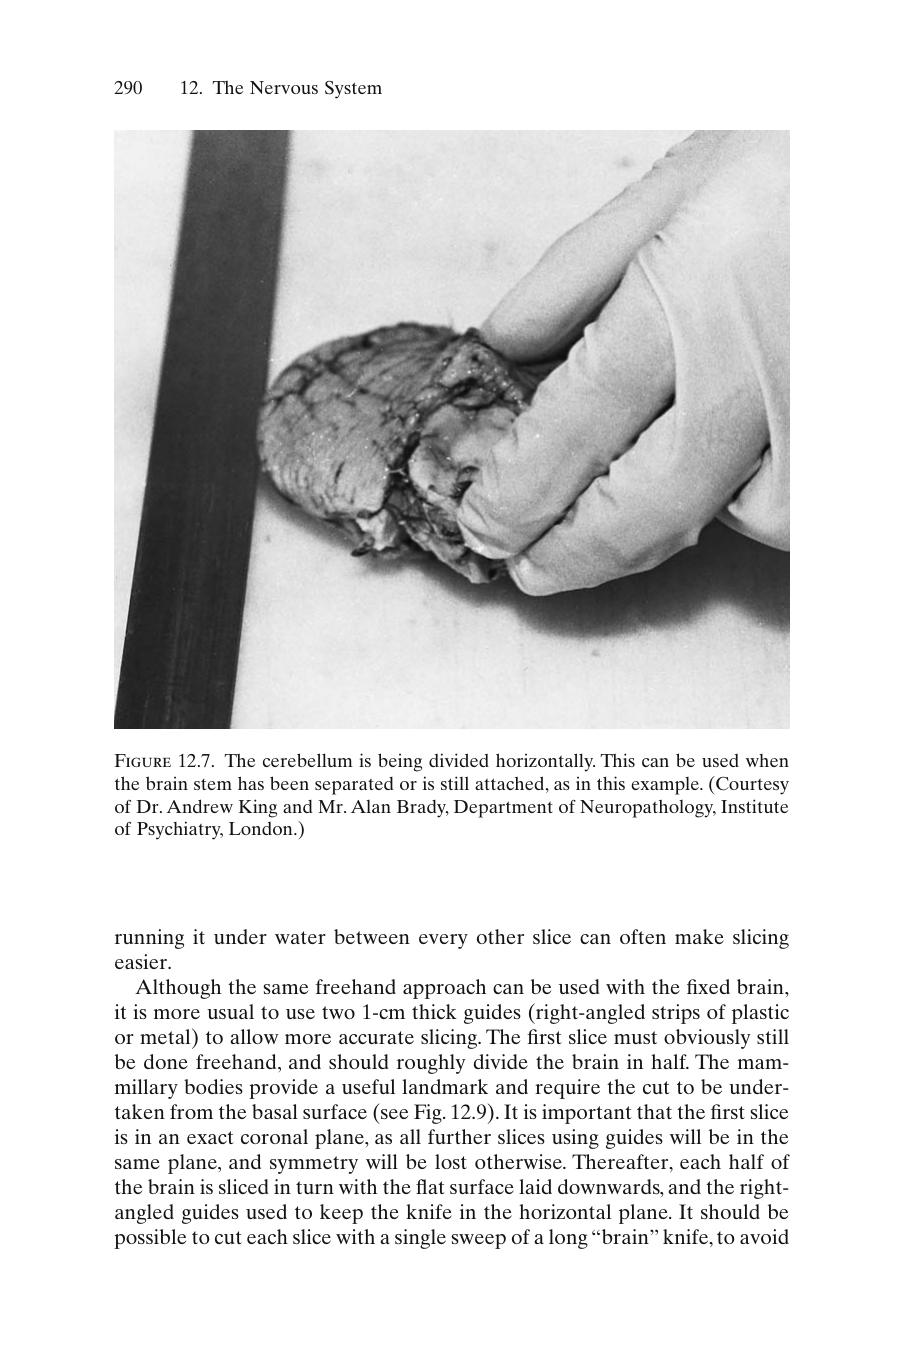 290 12. The Nervous System
FIGURE 12.7. The cerebellum is being divided horizontally. This can be used when
the brain stem has been separated or is still attached, as in this example. (Courtesy
of Dr. Andrew King and Mr. Alan Brady, Department of Neuropathology, Institute
of Psychiatry, London.)
running it under water between every other slice can often make slicing
easier.
Although the same freehand approach can be used with the fixed brain,
it is more usual to use two 1-cm thick guides (right-angled strips of plastic
or metal) to allow more accurate slicing. The first slice must obviously still
be done freehand, and should roughly divide the brain in half. The mam-
millary bodies provide a useful landmark and require the cut to be under-
taken from the basal surface (see Fig. 12.9). It is important that the first slice
is in an exact coronal plane, as all further slices using guides will be in the
same plane, and symmetry will be lost otherwise. Thereafter, each half of
the brain is sliced in turn with the flat surface laid downwards, and the right-
angled guides used to keep the knife in the horizontal plane. It should be
possible to cut each slice with a single sweep of a long “brain” knife, to avoid